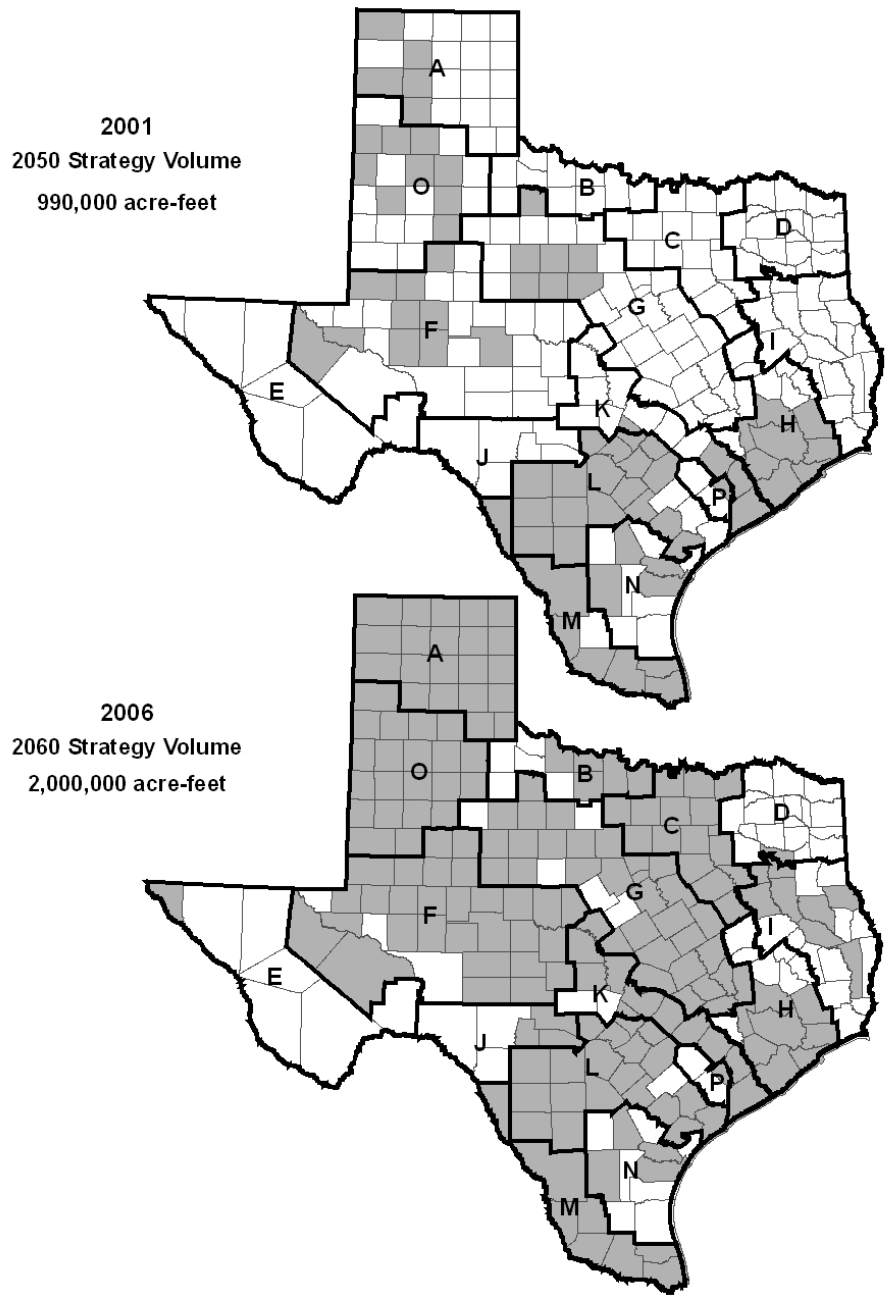 A
2001
2050 Strategy Volume
990,000 acre-feet
O
B
C
D
G
F
I
E
K
H
J
L
P
N
M
A
2006
2060 Strategy Volume
2,000,000 acre-feet
O
B
C
D
G
F
I
E
K
H
J
L
P
N
M